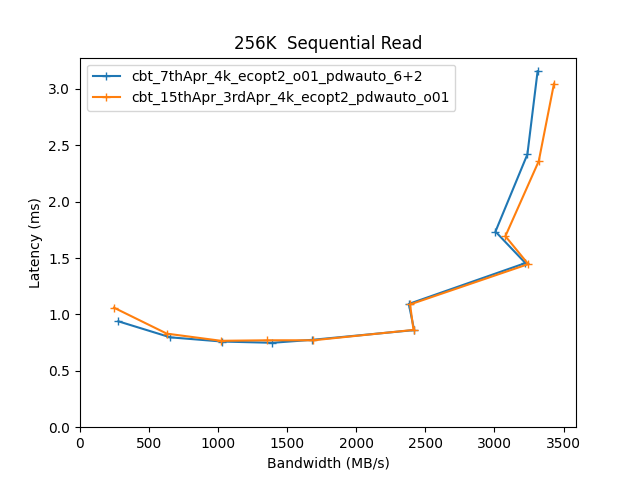 256K  Sequential Read
cbt_7thApr_4k_ecopt2_o01_pdwauto_6+2
cbt_15thApr_3rdApr_4k_ecopt2_pdwauto_o01
Latency (ms)
3.0
2.5
2.0
1.5
1.0
0.5
0.0
0 500 1000 1500 2000 2500 3000 3500
Bandwidth (MB/s)